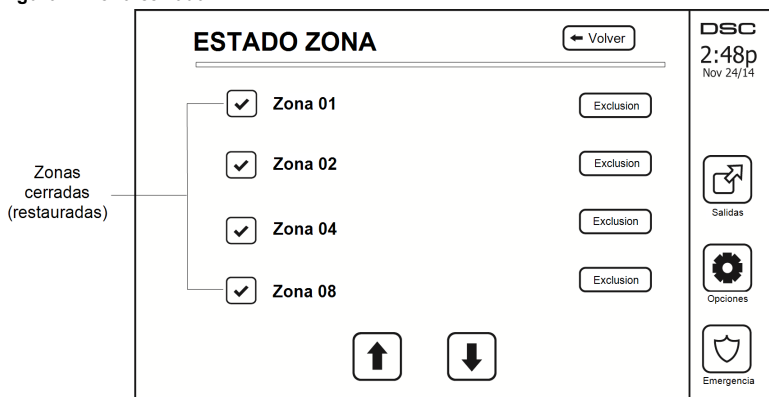 ESTADO ZONA
Volver
DSC
2:48p
Nov 24/14
Zona 01
Exclusion
Zona 02
Exclusion
Zonas
cerradas
(restauradas)
Salidas
Zona 04
Exclusion
Zona 08
Exclusion
Opciones
Emergencia